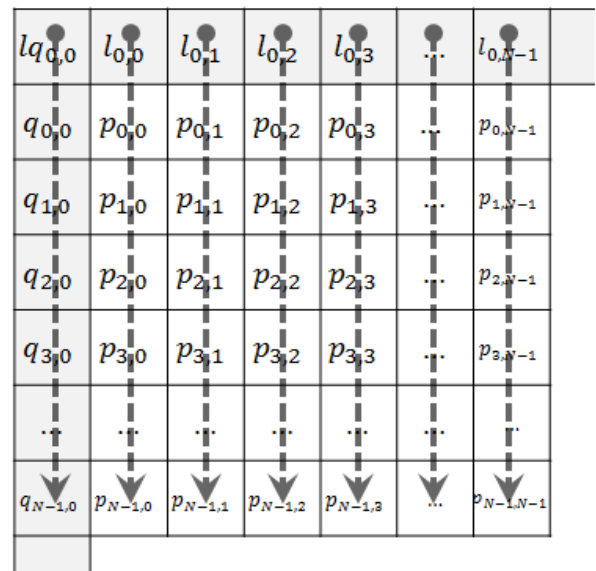 lq0,0 l0,0 l0,1 l0,2 l0,3 ... l0,N−1
q0,0 p0,0 p0,1 p0,2 p0,3 ... p0,N−1
q1,0 p1,0 p1,1 p1,2 p1,3 ... p1,N−1
q2,0 p2,0 p2,1 p2,2 p2,3 ... p2,N−1
q3,0 p3,0 p3,1 p3,2 p3,3 ... p3,N−1
... ... ... ... ... ... ...
qN−1,0 pN−1,0 pN−1,1 pN−1,2 pN−1,3 ... pN−1,N−1